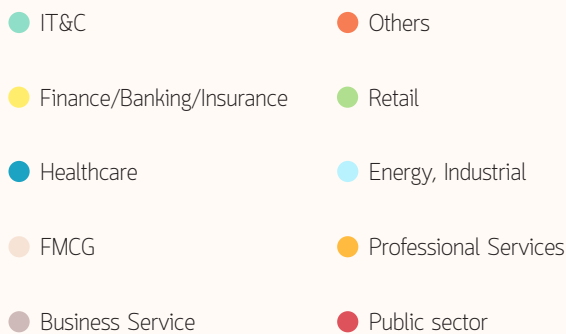 IT&C
Finance/Banking/Insurance
Healthcare
FMCG
Business Service
Others
Retail
Energy, Industrial
Professional Services
Public sector